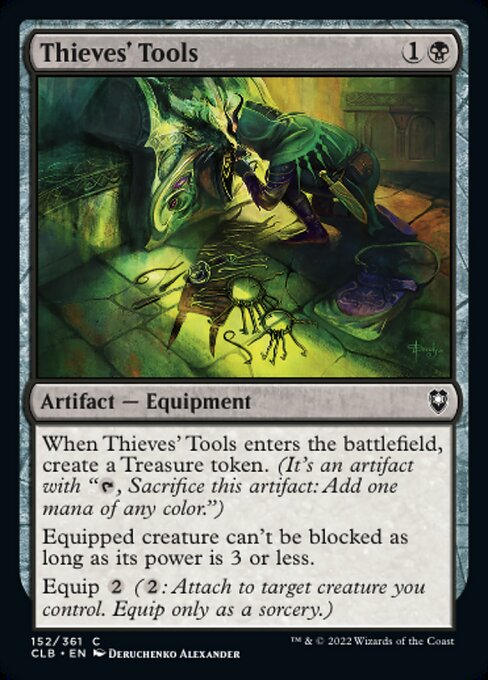 Thieves' Tools 1
Artifact — Equipment
When Thieves' Tools enters the battlefield,
create a Treasure token. (It's an artifact
with “, Sacrifice this artifact: Add one
mana of any color.”)
Equipped creature can't be blocked as
long as its power is 3 or less.
Equip 2 (2: Attach to target creature you
control. Equip only as a sorcery.)
152/361 C
™ & © 2022 Wizards of the Coast
CLB • EN Deruchenko Alexander